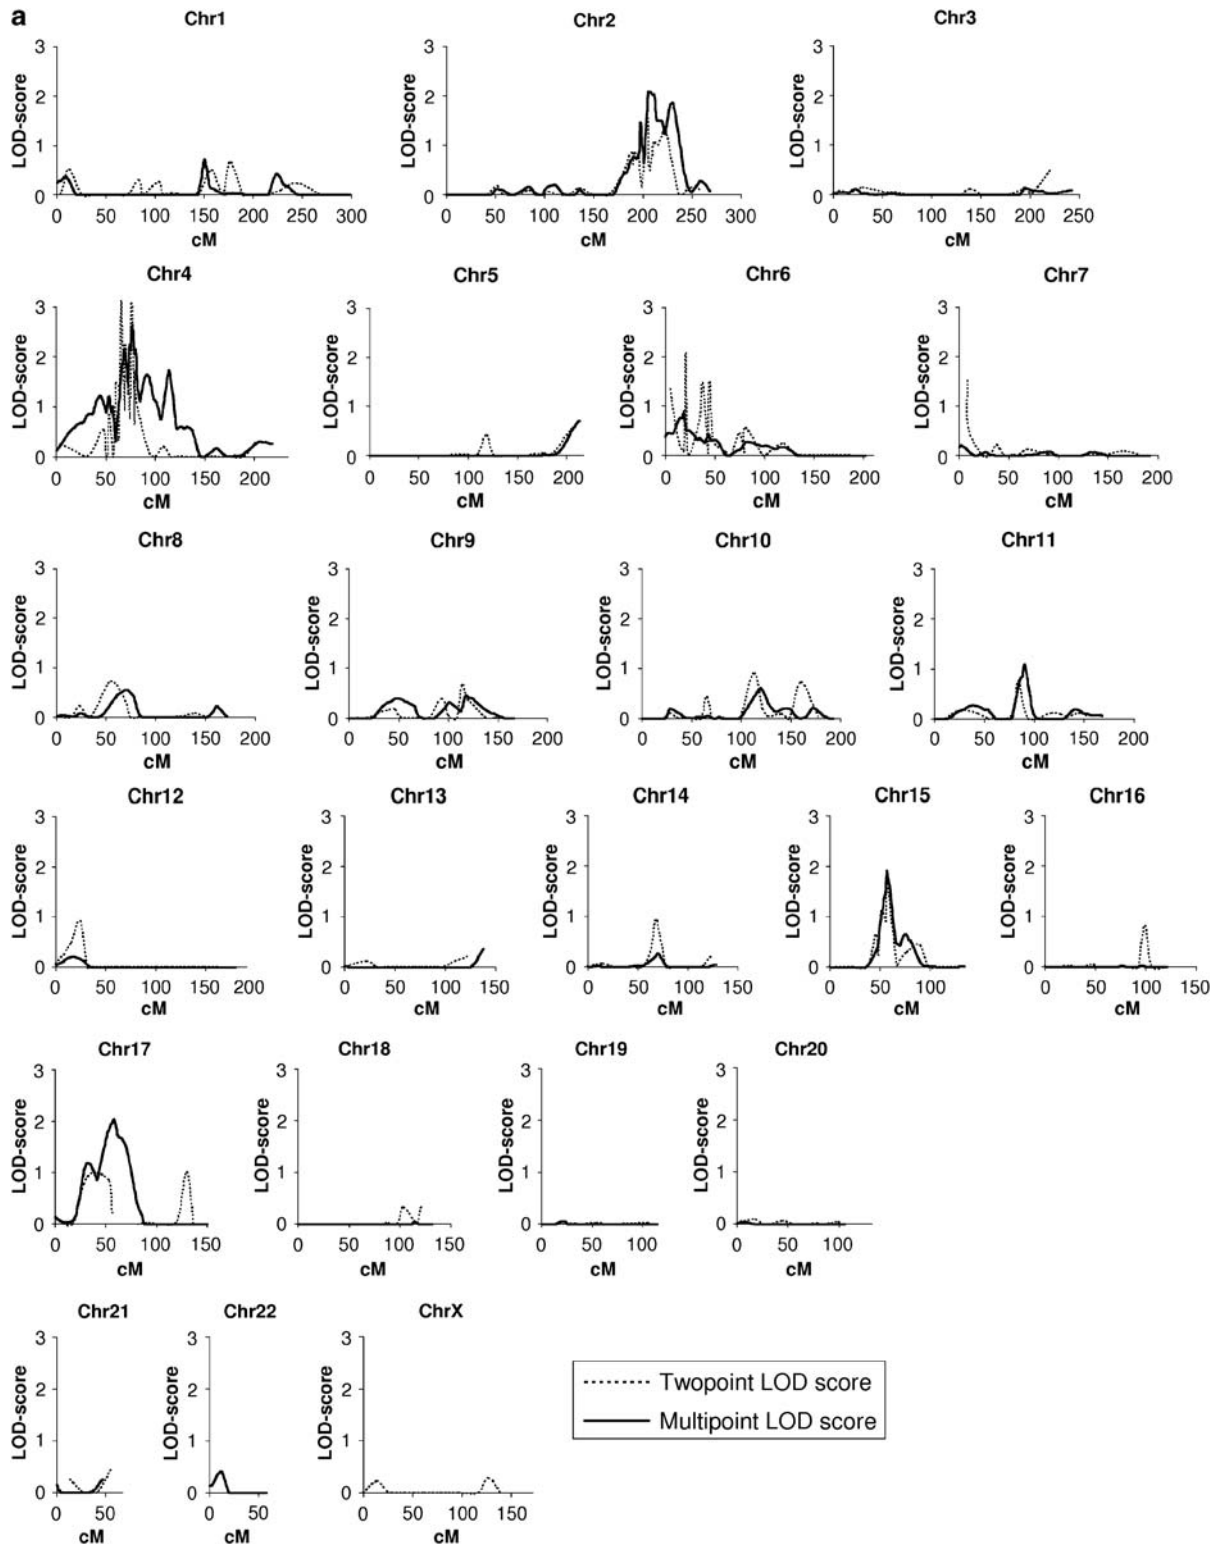 a
Chr1
LOD-score
3
2
1
0
0 50 100 150 200 250 300
cM
Chr2
LOD-score
3
2
1
0
0 50 100 150 200 250 300
cM
Chr3
LOD-score
3
2
1
0
0 50 100 150 200 250
cM
Chr4
LOD-score
3
2
1
0
0 50 100 150 200
cM
Chr5
LOD-score
3
2
1
0
0 50 100 150 200
cM
Chr6
LOD-score
3
2
1
0
0 50 100 150 200
cM
Chr7
LOD-score
3
2
1
0
0 50 100 150 200
cM
Chr8
LOD-score
3
2
1
0
0 50 100 150 200
cM
Chr9
LOD-score
3
2
1
0
0 50 100 150 200
cM
Chr10
LOD-score
3
2
1
0
0 50 100 150 200
cM
Chr11
LOD-score
3
2
1
0
0 50 100 150 200
cM
Chr12
LOD-score
3
2
1
0
0 50 100 150 200
cM
Chr13
LOD-score
3
2
1
0
0 50 100 150
cM
Chr14
LOD-score
3
2
1
0
0 50 100 150
cM
Chr15
LOD-score
3
2
1
0
0 50 100
cM
Chr16
LOD-score
3
2
1
0
0 50 100 150
cM
Chr17
LOD-score
3
2
1
0
0 50 100 150
cM
Chr18
LOD-score
3
2
1
0
0 50 100 150
cM
Chr19
LOD-score
3
2
1
0
0 50 100
cM
Chr20
LOD-score
3
2
1
0
0 50 100
cM
Chr21
LOD-score
3
2
1
0
0 50
cM
Chr22
LOD-score
3
2
1
0
0 50
cM
ChrX
LOD-score
3
2
1
0
0 50 100 150
cM
Twopoint LOD score
Multipoint LOD score